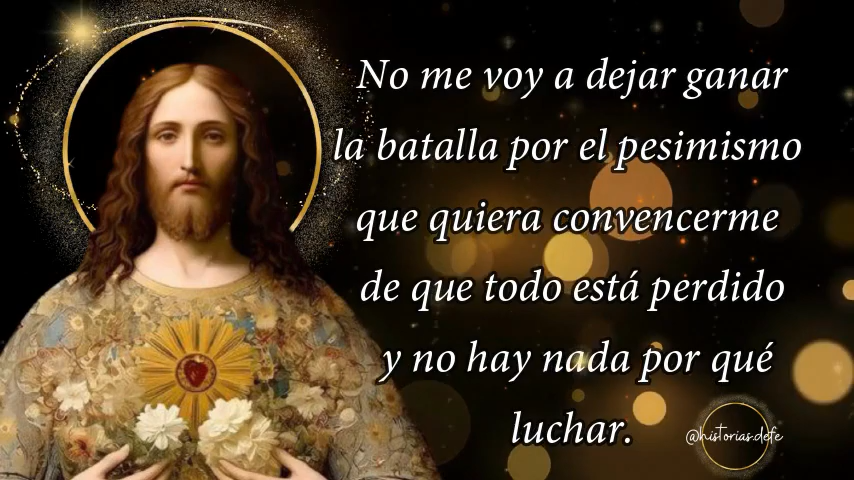 No me voy a dejar ganar
la batalla por el pesimismo
que quiera convencerme
de que todo está perdido
y no hay nada por qué
luchar.
@historias.defe